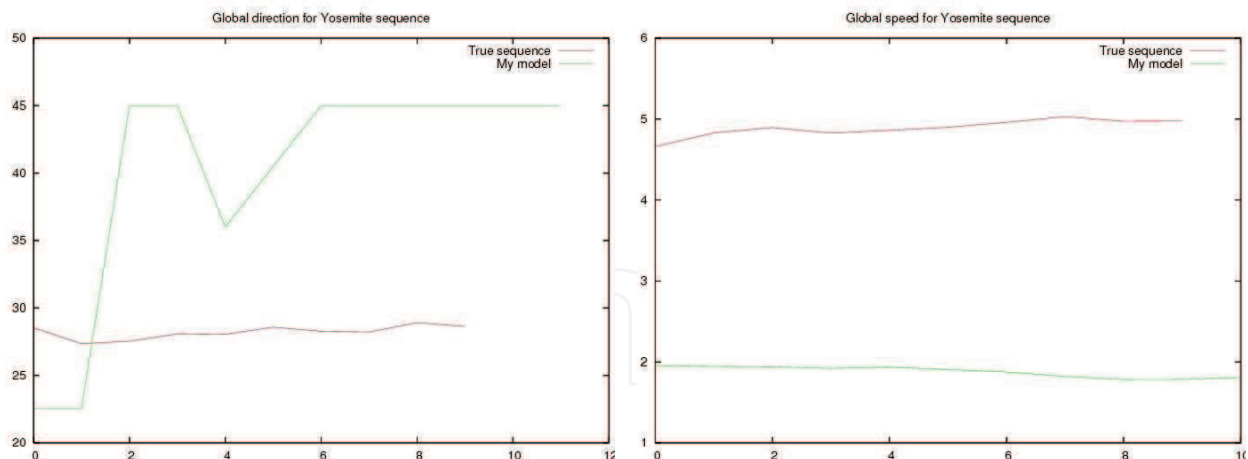 Global direction for Yosemite sequence
50
45
40
35
30
25
20
0 2 4 6 8 10 12
True sequence
My model
Global speed for Yosemite sequence
6
5
4
3
2
1
0 2 4 6 8 10
True sequence
My model